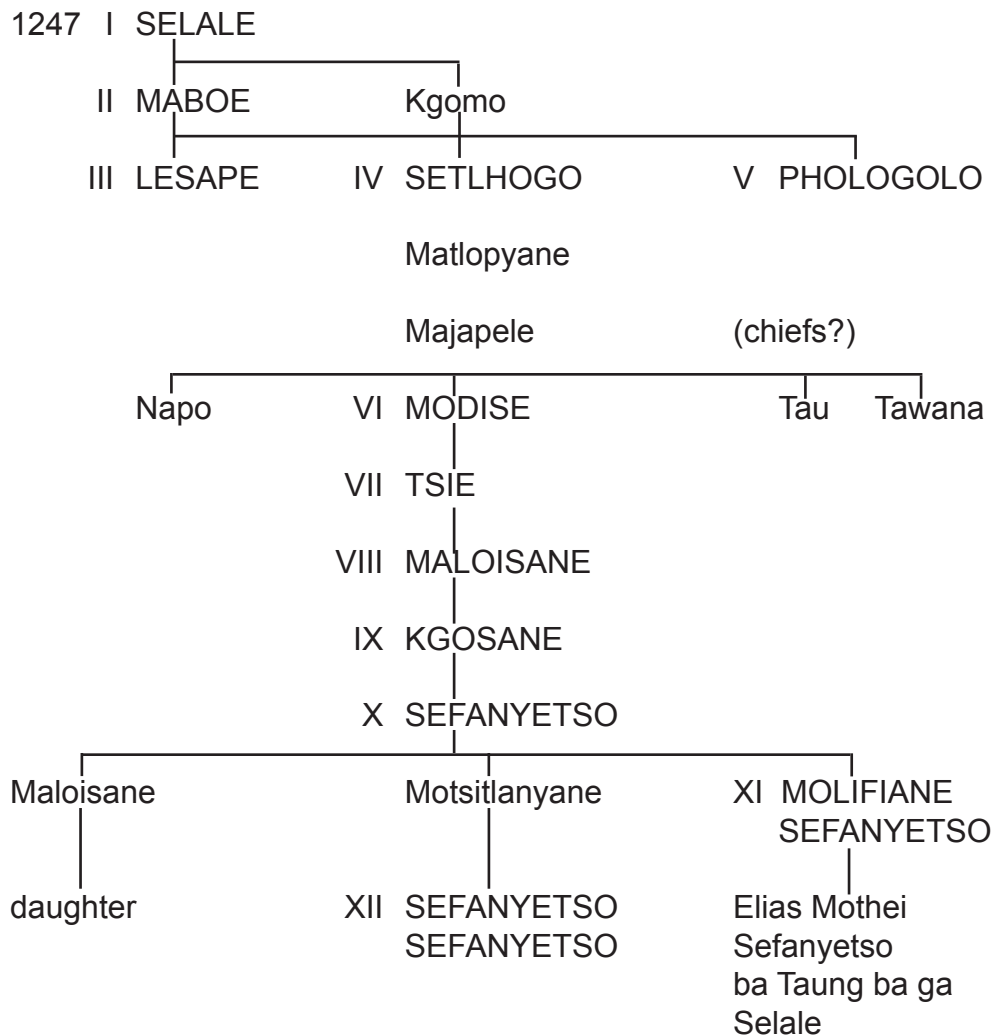 1247 I SELALE
II MABOE Kgomo
III LESAPE IV SETLHOGO V PHOLOGOLO
Matlopyane
Majapele (chiefs?)
Napo VI MODISE Tau Tawana
VII TSIE
VIII MALOISANE
IX KGOSANE
X SEFANYETSO
Maloisane Motsitlanyane XI MOLIFIANE
SEFANYETSO
daughter XII SEFANYETSO Elias Mothei
SEFANYETSO Sefanyetso
ba Taung ba ga
Selale